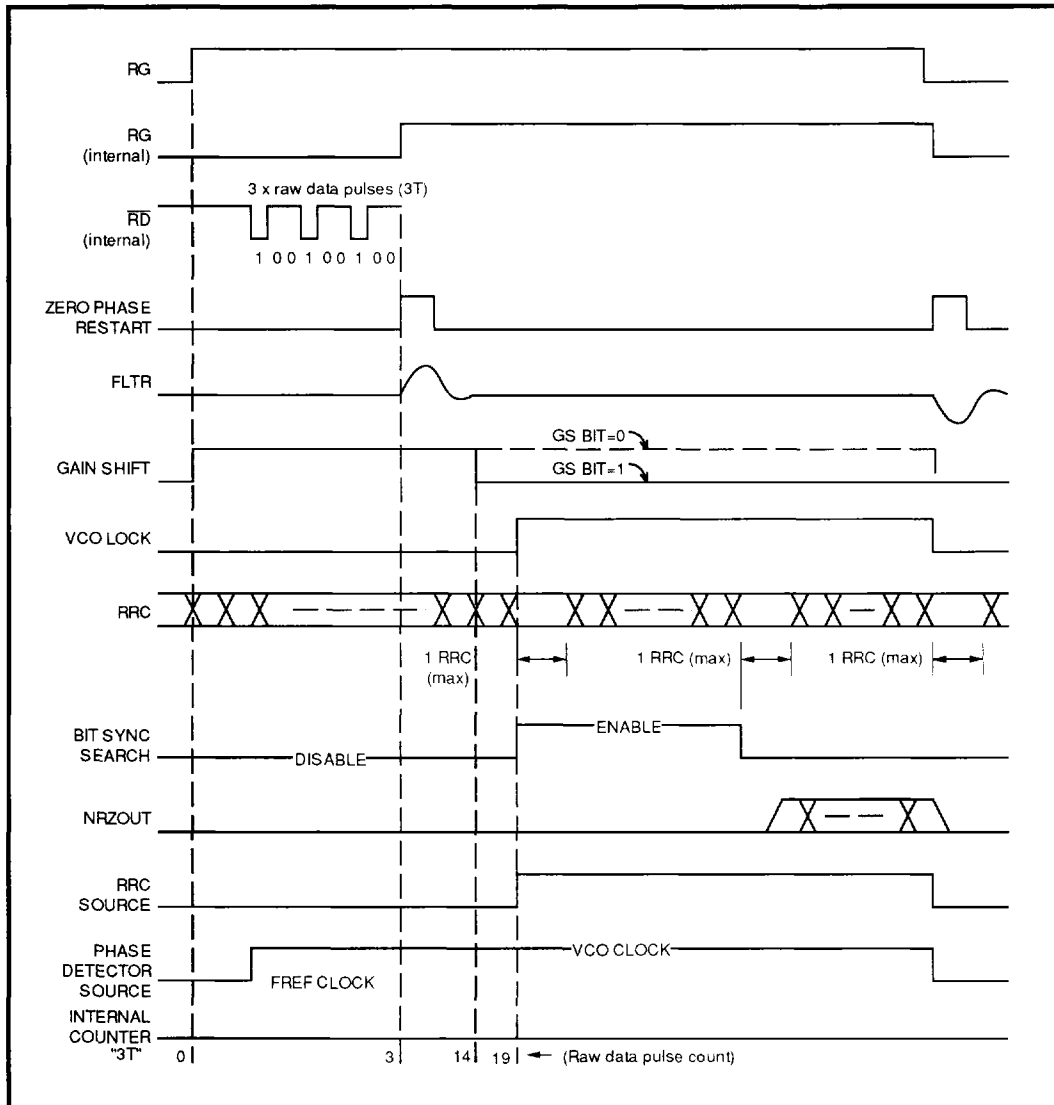 RG
RG
(internal)
3 x raw data pulses (3T)
RD
(internal)
1 0 0 1 0 0 1 0 0
ZERO PHASE
RESTART
FLTR
GS BIT=0
GAIN SHIFT
GS BIT=1
VCO LOCK
RRC
1 RRC
(max)
1 RRC (max)
1 RRC (max)
BIT SYNC
SEARCH
DISABLE
ENABLE
NRZOUT
RRC
SOURCE
PHASE
DETECTOR
SOURCE
FREF CLOCK
VCO CLOCK
INTERNAL
COUNTER
"3T"
0
3
14
19
(Raw data pulse count)